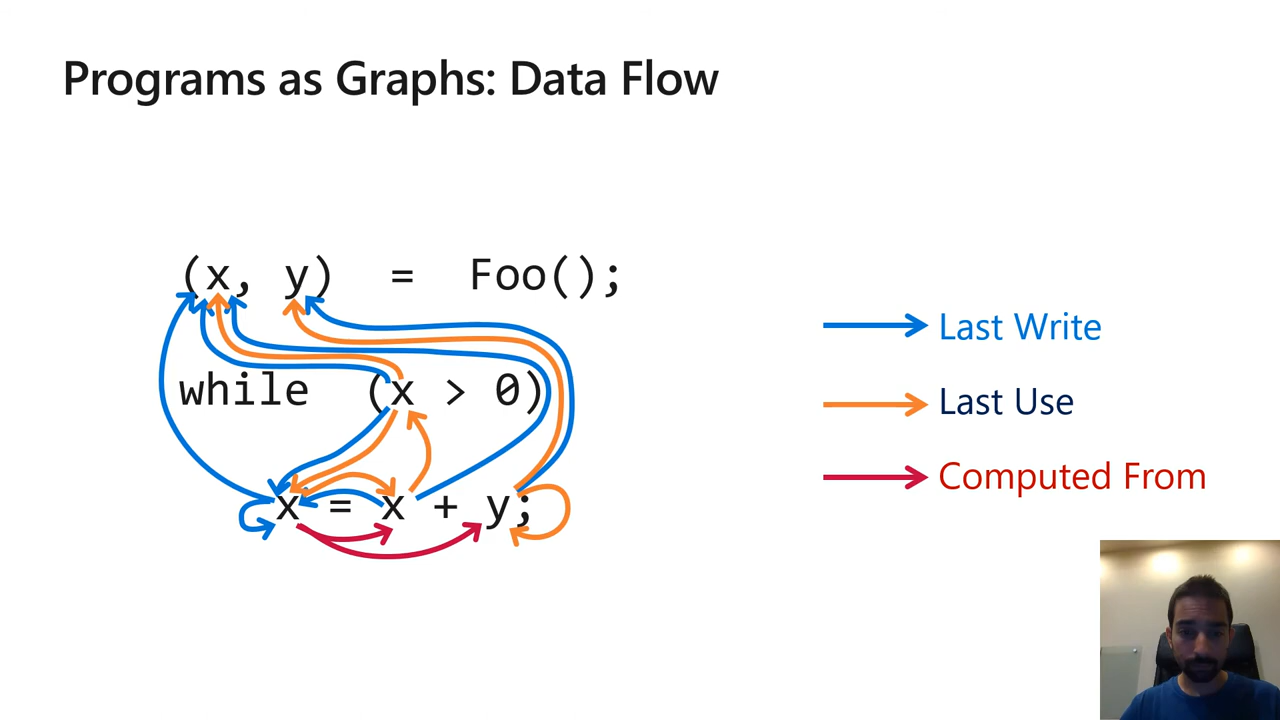 Programs as Graphs: Data Flow
(x, y) = Foo();
while (x > 0)
x = x + y;
Last Write
Last Use
Computed From